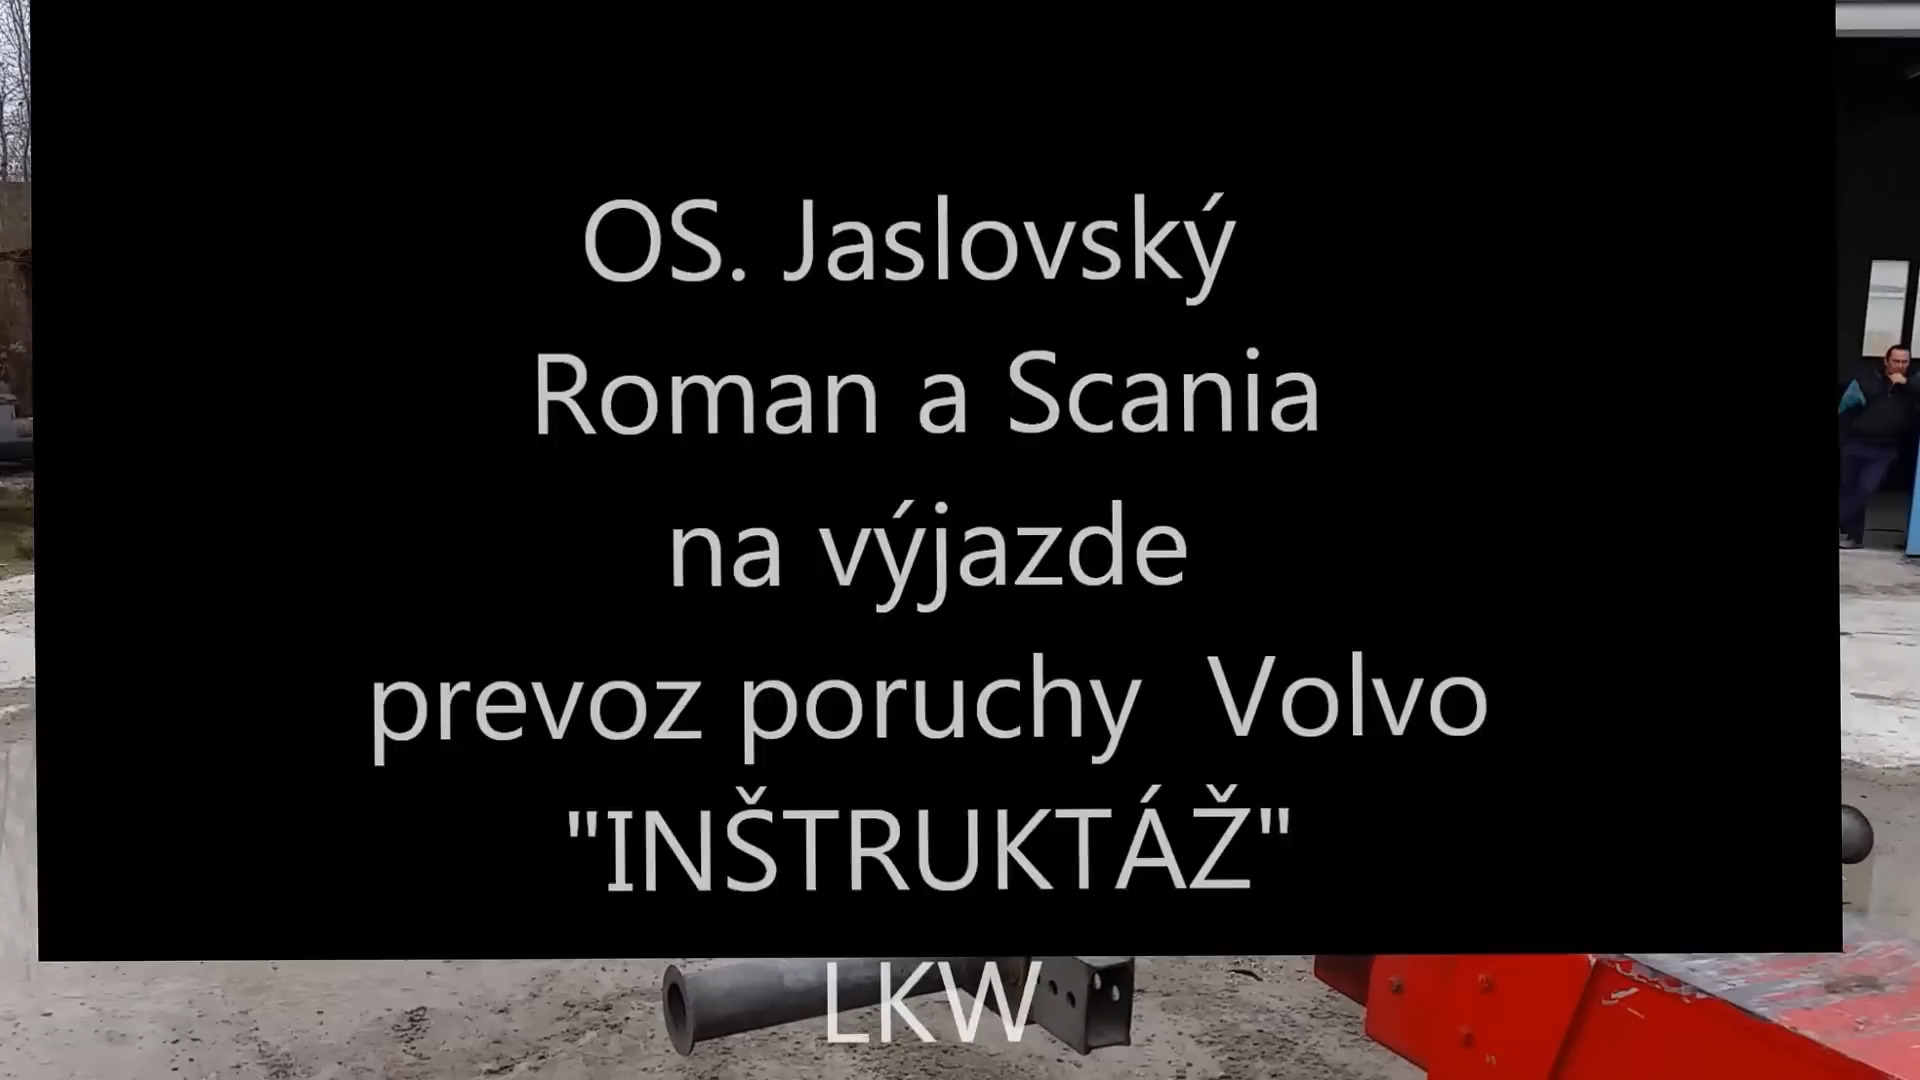 OS. Jaslovský
Roman a Scania
na výjazde
prevoz poruchy  Volvo
"INŠTRUKTÁŽ"
LKW